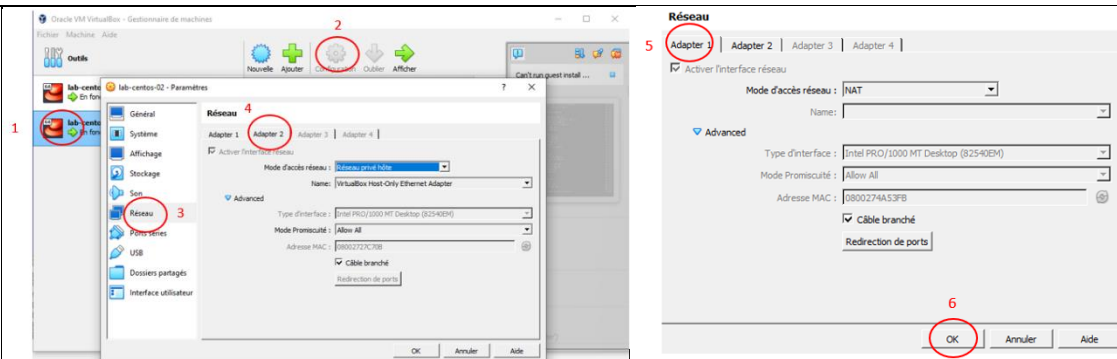 Oracle VM VirtualBox - Gestionnaire de machines
Fichier Machine Aide
2
Outils
Nouvelle Ajouter Configuration Oublier Afficher
Can't run guest install ...
1
lab-cento
En fon
lab-cento
En fon
lab-centos-02 - Paramètres
? ×
Général
Système
Affichage
Stockage
Son
Réseau
3
Ports séries
USB
Dossiers partagés
Interface utilisateur
Réseau
4
Adapter 1 Adapter 2 Adapter 3 Adapter 4
Activer l'interface réseau
Mode d'accès réseau : Réseau privé hôte
Name: VirtualBox Host-Only Ethernet Adapter
Advanced
Type d'interface : Intel PRO/1000 MT Desktop (82540EM)
Mode Promiscuité : Allow All
Adresse MAC : 08002727C70B
Câble branché
Redirection de ports
OK Annuler Aide
Réseau
5
Adapter 1 Adapter 2 Adapter 3 Adapter 4
Activer l'interface réseau
Mode d'accès réseau : NAT
Name:
Advanced
Type d'interface : Intel PRO/1000 MT Desktop (82540EM)
Mode Promiscuité : Allow All
Adresse MAC : 0800274A53FB
Câble branché
Redirection de ports
6
OK Annuler Aide